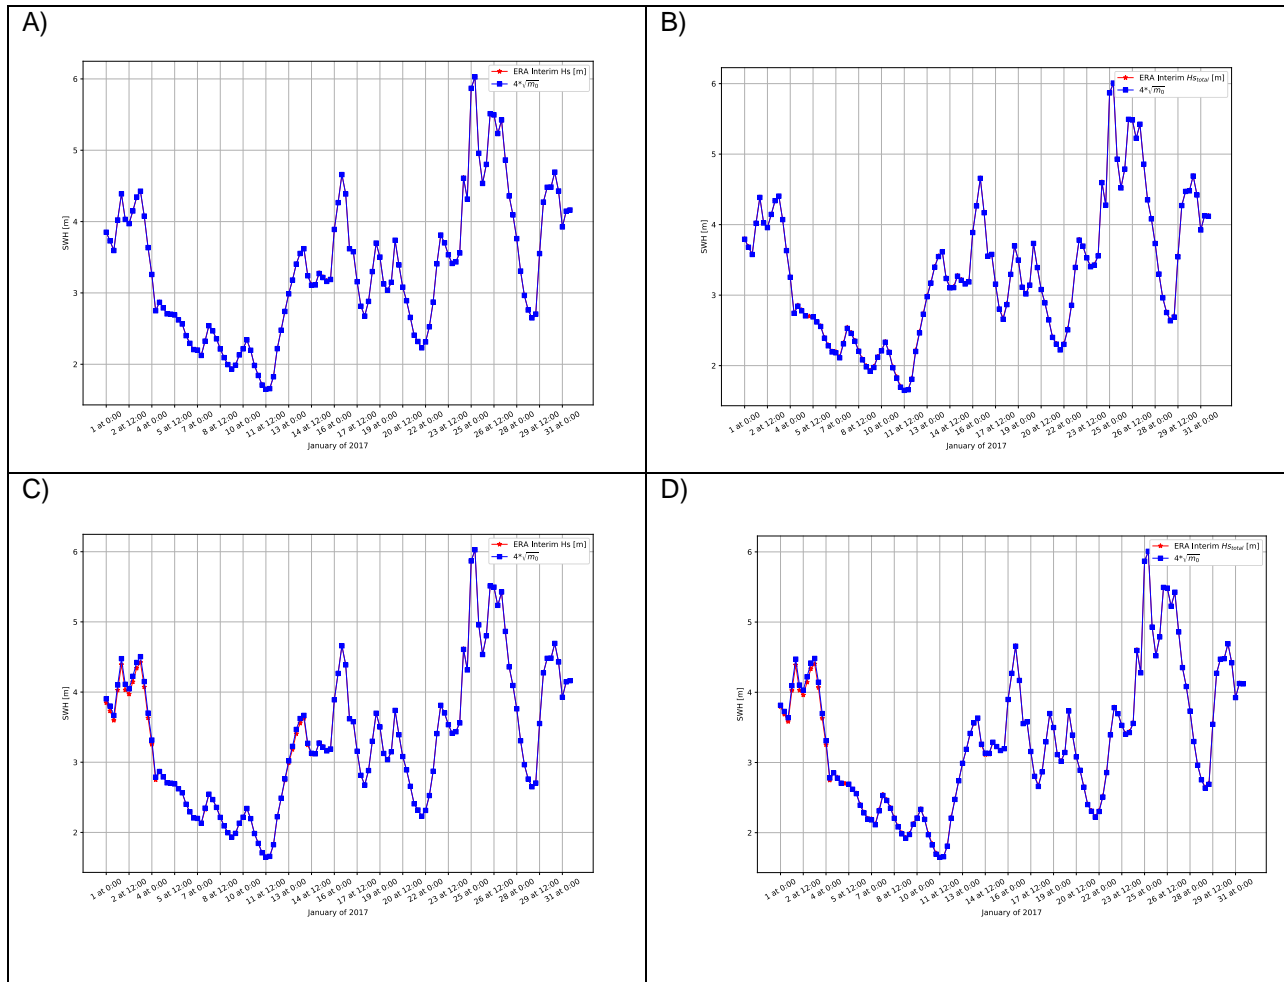 A)
ERA Interim Hs [m]
4*√m₀
6
5
4
3
2
SWH [m]
1 at 0:00
2 at 12:00
4 at 0:00
5 at 12:00
7 at 0:00
8 at 12:00
10 at 0:00
11 at 12:00
13 at 0:00
14 at 12:00
16 at 0:00
17 at 12:00
19 at 0:00
20 at 12:00
22 at 0:00
23 at 12:00
25 at 0:00
26 at 12:00
28 at 0:00
29 at 12:00
31 at 0:00
January of 2017
B)
ERA Interim Hs_total [m]
4*√m₀
6
5
4
3
2
SWH [m]
1 at 0:00
2 at 12:00
4 at 0:00
5 at 12:00
7 at 0:00
8 at 12:00
10 at 0:00
11 at 12:00
13 at 0:00
14 at 12:00
16 at 0:00
17 at 12:00
19 at 0:00
20 at 12:00
22 at 0:00
23 at 12:00
25 at 0:00
26 at 12:00
28 at 0:00
29 at 12:00
31 at 0:00
January of 2017
C)
ERA Interim Hs [m]
4*√m₀
6
5
4
3
2
SWH [m]
1 at 0:00
2 at 12:00
4 at 0:00
5 at 12:00
7 at 0:00
8 at 12:00
10 at 0:00
11 at 12:00
13 at 0:00
14 at 12:00
16 at 0:00
17 at 12:00
19 at 0:00
20 at 12:00
22 at 0:00
23 at 12:00
25 at 0:00
26 at 12:00
28 at 0:00
29 at 12:00
31 at 0:00
January of 2017
D)
ERA Interim Hs_total [m]
4*√m₀
6
5
4
3
2
SWH [m]
1 at 0:00
2 at 12:00
4 at 0:00
5 at 12:00
7 at 0:00
8 at 12:00
10 at 0:00
11 at 12:00
13 at 0:00
14 at 12:00
16 at 0:00
17 at 12:00
19 at 0:00
20 at 12:00
22 at 0:00
23 at 12:00
25 at 0:00
26 at 12:00
28 at 0:00
29 at 12:00
31 at 0:00
January of 2017